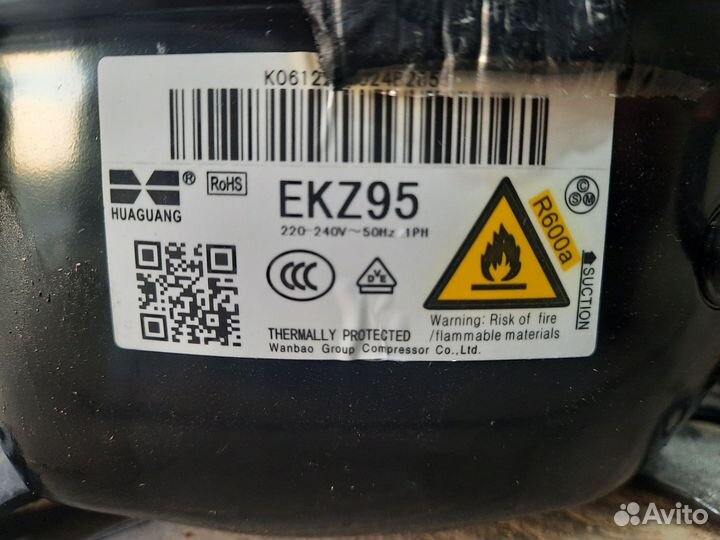 HUAGUANG
®
RoHS
EKZ95
220-240V~50Hz 1PH
THERMALLY PROTECTED
Wanbao Group Compressor Co.,Ltd.
R600a
CSM
SUCTION
Warning: Risk of fire
/flammable materials
Avito